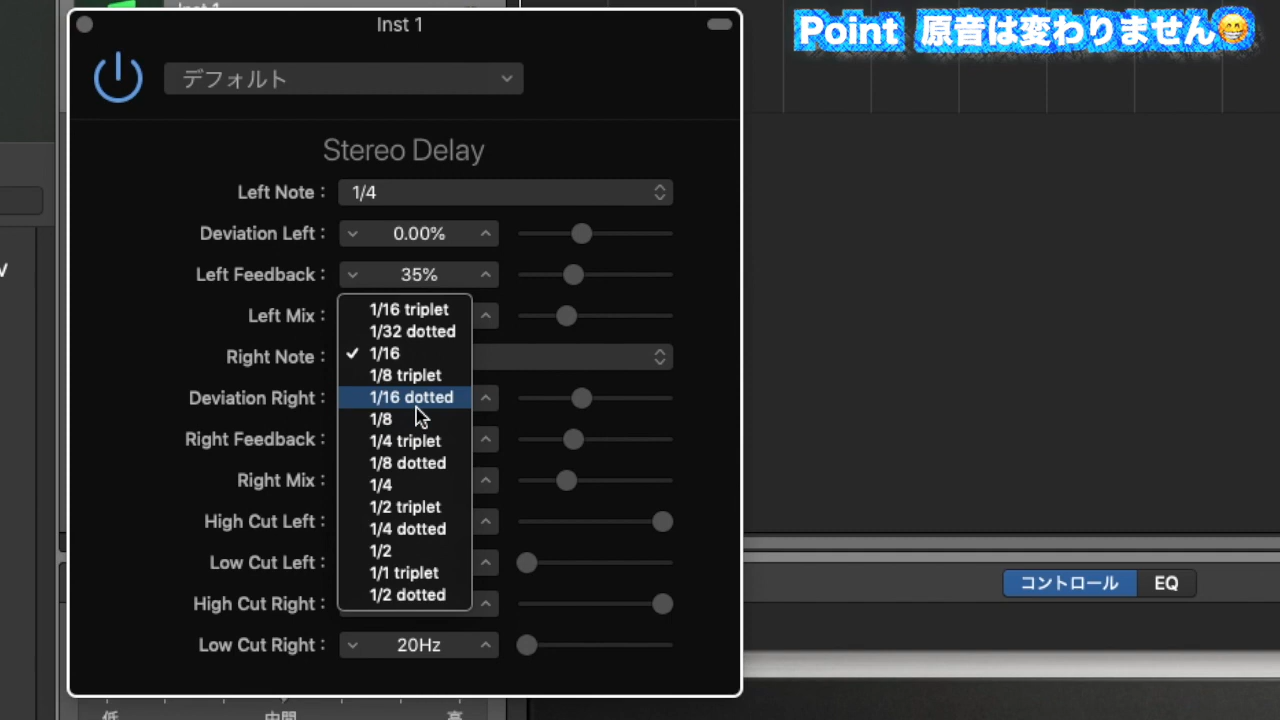 Inst 1
Point 原音は変わりません😁
デフォルト
Stereo Delay
Left Note : 1/4
Deviation Left : 0.00%
Left Feedback : 35%
Left Mix :
Right Note :
Deviation Right :
Right Feedback :
Right Mix :
High Cut Left :
Low Cut Left :
High Cut Right :
Low Cut Right : 20Hz
1/16 triplet
1/32 dotted
✓ 1/16
1/8 triplet
1/16 dotted
1/8
1/4 triplet
1/8 dotted
1/4
1/2 triplet
1/4 dotted
1/2
1/1 triplet
1/2 dotted
コントロール EQ
低 中間 高